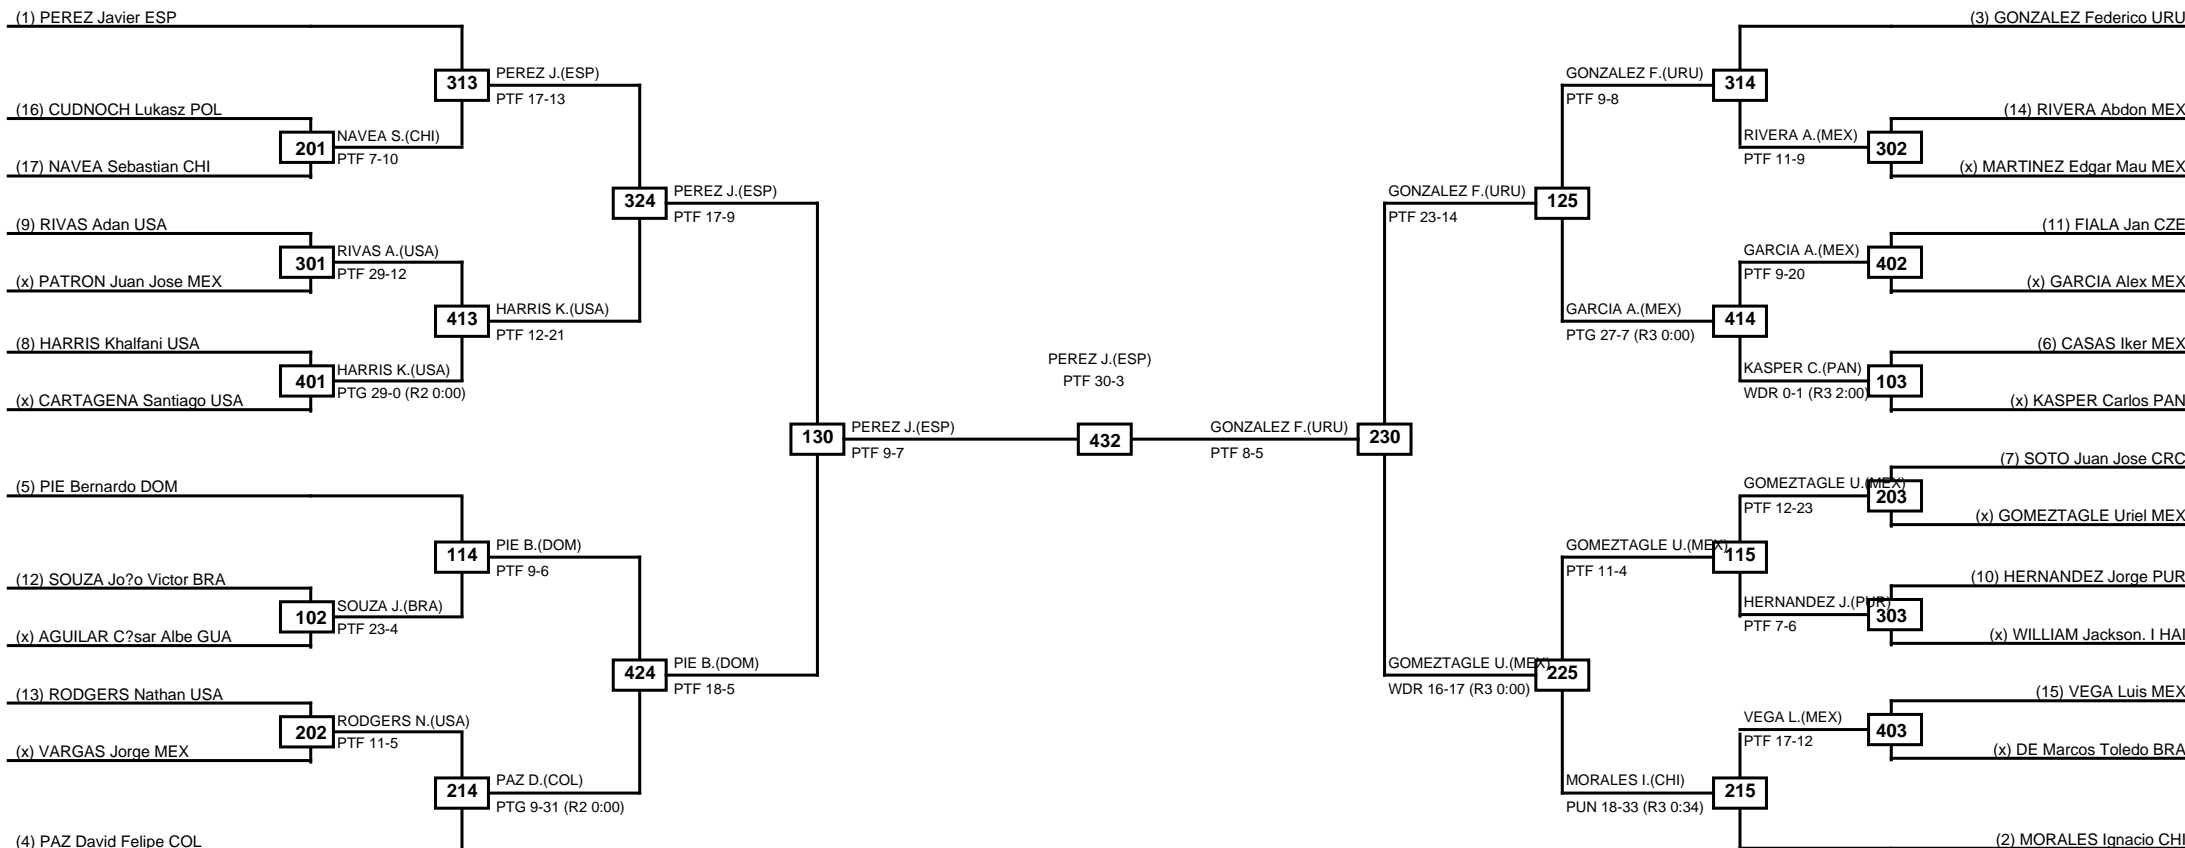 (1) PEREZ Javier ESP
313
PEREZ J.(ESP)
PTF 17-13
(16) CUDNOCH Lukasz POL
201
NAVEA S.(CHI)
PTF 7-10
(17) NAVEA Sebastian CHI
324
PEREZ J.(ESP)
PTF 17-9
(9) RIVAS Adan USA
301
RIVAS A.(USA)
PTF 29-12
(x) PATRON Juan Jose MEX
413
HARRIS K.(USA)
PTF 12-21
(8) HARRIS Khalfani USA
401
HARRIS K.(USA)
PTG 29-0 (R2 0:00)
(x) CARTAGENA Santiago USA
130
PEREZ J.(ESP)
PTF 9-7
(5) PIE Bernardo DOM
114
PIE B.(DOM)
PTF 9-6
(12) SOUZA Jo?o Victor BRA
102
SOUZA J.(BRA)
PTF 23-4
(x) AGUILAR C?sar Albe GUA
424
PIE B.(DOM)
PTF 18-5
(13) RODGERS Nathan USA
202
RODGERS N.(USA)
PTF 11-5
(x) VARGAS Jorge MEX
214
PAZ D.(COL)
PTG 9-31 (R2 0:00)
(4) PAZ David Felipe COL
PEREZ J.(ESP)
PTF 30-3
432
(3) GONZALEZ Federico URU
GONZALEZ F.(URU)
314
PTF 9-8
(14) RIVERA Abdon MEX
RIVERA A.(MEX)
302
PTF 11-9
(x) MARTINEZ Edgar Mau MEX
GONZALEZ F.(URU)
125
PTF 23-14
(11) FIALA Jan CZE
GARCIA A.(MEX)
402
PTF 9-20
(x) GARCIA Alex MEX
GARCIA A.(MEX)
414
PTG 27-7 (R3 0:00)
(6) CASAS Iker MEX
KASPER C.(PAN)
103
WDR 0-1 (R3 2:00)
(x) KASPER Carlos PAN
GONZALEZ F.(URU)
230
PTF 8-5
(7) SOTO Juan Jose CRC
GOMEZTAGLE U.(MEX)
203
PTF 12-23
(x) GOMEZTAGLE Uriel MEX
GOMEZTAGLE U.(MEX)
115
PTF 11-4
(10) HERNANDEZ Jorge PUR
HERNANDEZ J.(PUR)
303
PTF 7-6
(x) WILLIAM Jackson. I HAI
GOMEZTAGLE U.(MEX)
225
WDR 16-17 (R3 0:00)
(15) VEGA Luis MEX
VEGA L.(MEX)
403
PTF 17-12
(x) DE Marcos Toledo BRA
MORALES I.(CHI)
215
PUN 18-33 (R3 0:34)
(2) MORALES Ignacio CHI